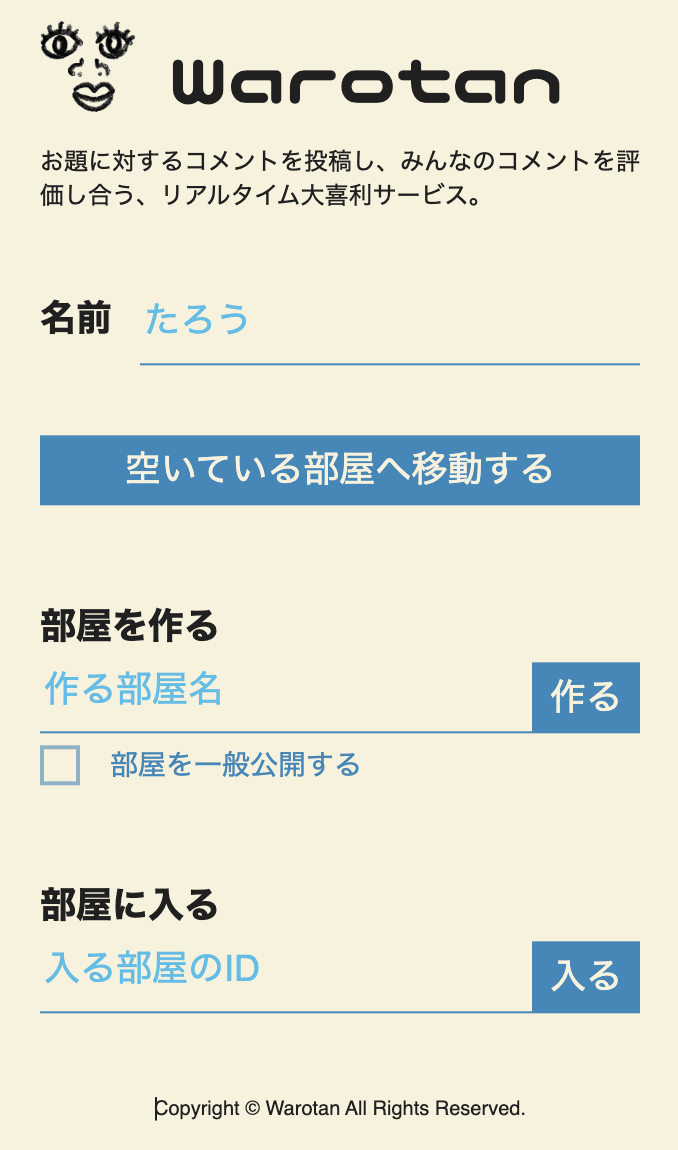 Warotan
お題に対するコメントを投稿し、みんなのコメントを評
価し合う、リアルタイム大喜利サービス。
名前 たろう
空いている部屋へ移動する
部屋を作る
作る部屋名 作る
部屋を一般公開する
部屋に入る
入る部屋のID 入る
Copyright © Warotan All Rights Reserved.